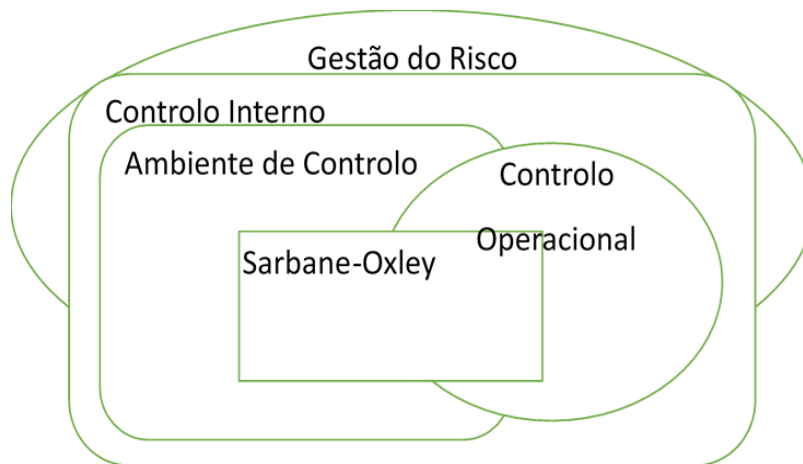 Gestão do Risco
Controlo Interno
Ambiente de Controlo
Controlo
Operacional
Sarbane-Oxley